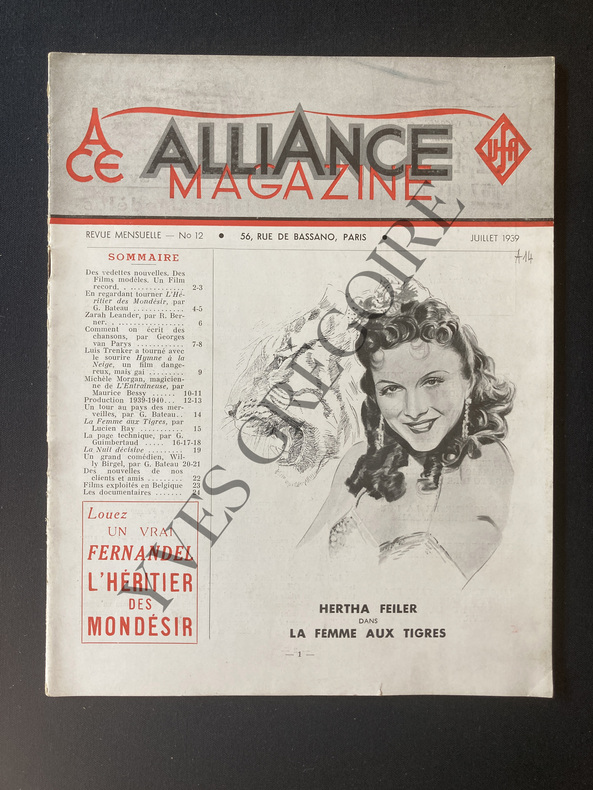 ACE
ALLIANCE
MAGAZINE
UFA
REVUE MENSUELLE — No 12 ● 56, RUE DE BASSANO, PARIS ● JUILLET 1939
A14
SOMMAIRE
Des vedettes nouvelles. Des
Films modèles. Un Film
record. . ............... 2-3
En regardant tourner L'Hé-
ritier des Mondésir, par
G. Bateau ............. 4-5
Zarah Leander, par R. Ber-
ner. . ................. 6
Comment on écrit des
chansons, par Georges
van Parys ............ 7-8
Luis Trenker a tourné avec
le sourire Hymne à la
Neige, un film dange-
reux, mais gai ......... 9
Michèle Morgan, magicien-
ne de L'Entraîneuse, par
Maurice Bessy ...... 10-11
Production 1939-1940 ... 12-13
Un tour au pays des mer-
veilles, par G. Bateau. . 14
La Femme aux Tigres, par
Lucien Ray ............ 15
La page technique, par G.
Guimbertaud ..... 16-17-18
La Nuit décisive ......... 19
Un grand comédien, Wil-
ly Birgel, par G. Bateau 20-21
Des nouvelles de nos
clients et amis ......... 22
Films exploités en Belgique 23
Les documentaires ....... 24
Louez
UN VRAI
FERNANDEL
L'HÉRITIER
DES
MONDÉSIR
HERTHA FEILER
DANS
LA FEMME AUX TIGRES
— 1 —
YVES GREGOIRE